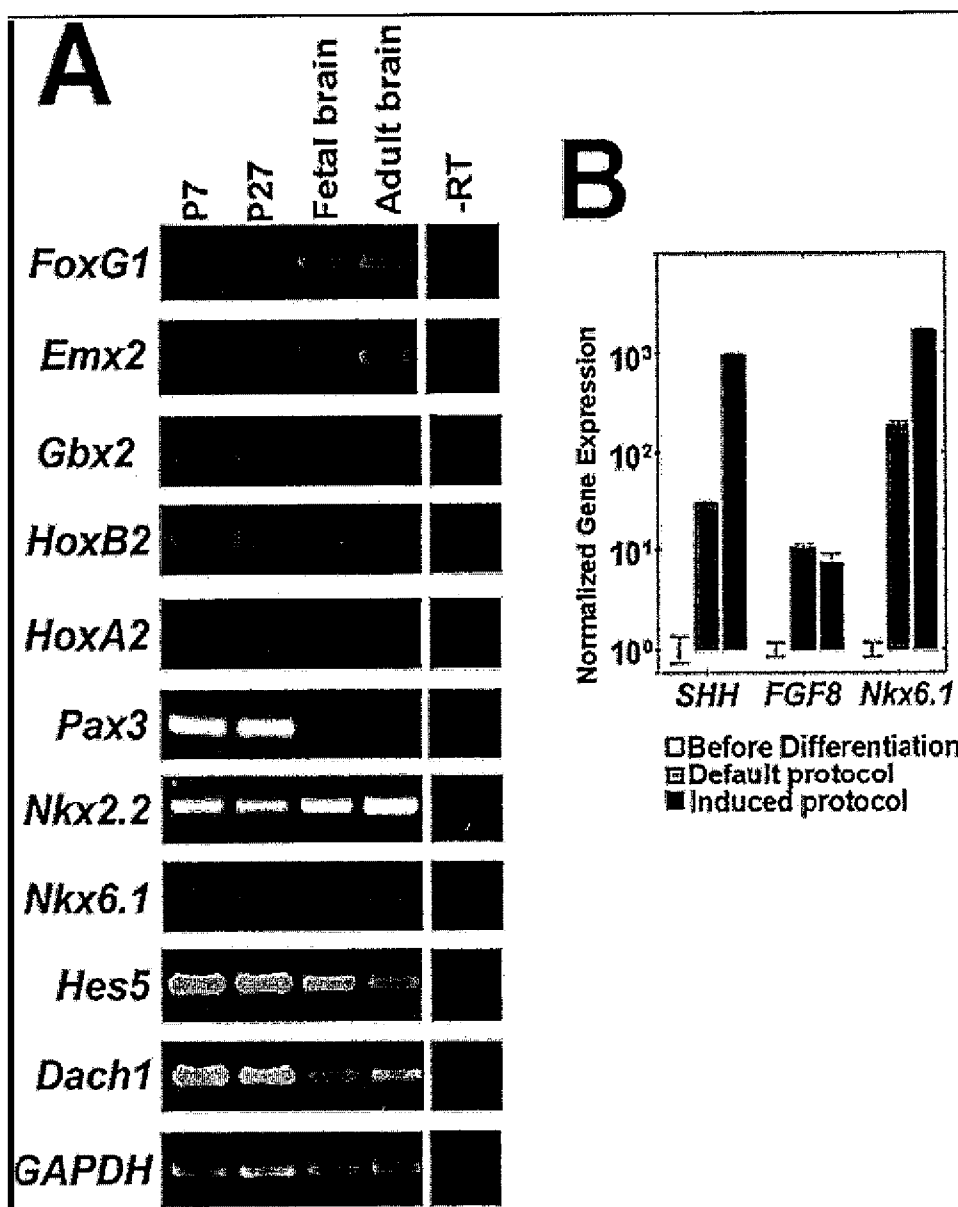 A
P7
P27
Fetal brain
Adult brain
-RT
FoxG1
Emx2
Gbx2
HoxB2
HoxA2
Pax3
Nkx2.2
Nkx6.1
Hes5
Dach1
GAPDH
B
Normalized Gene Expression
10³
10²
10¹
10⁰
SHH FGF8 Nkx6.1
Before Differentiation
Default protocol
Induced protocol